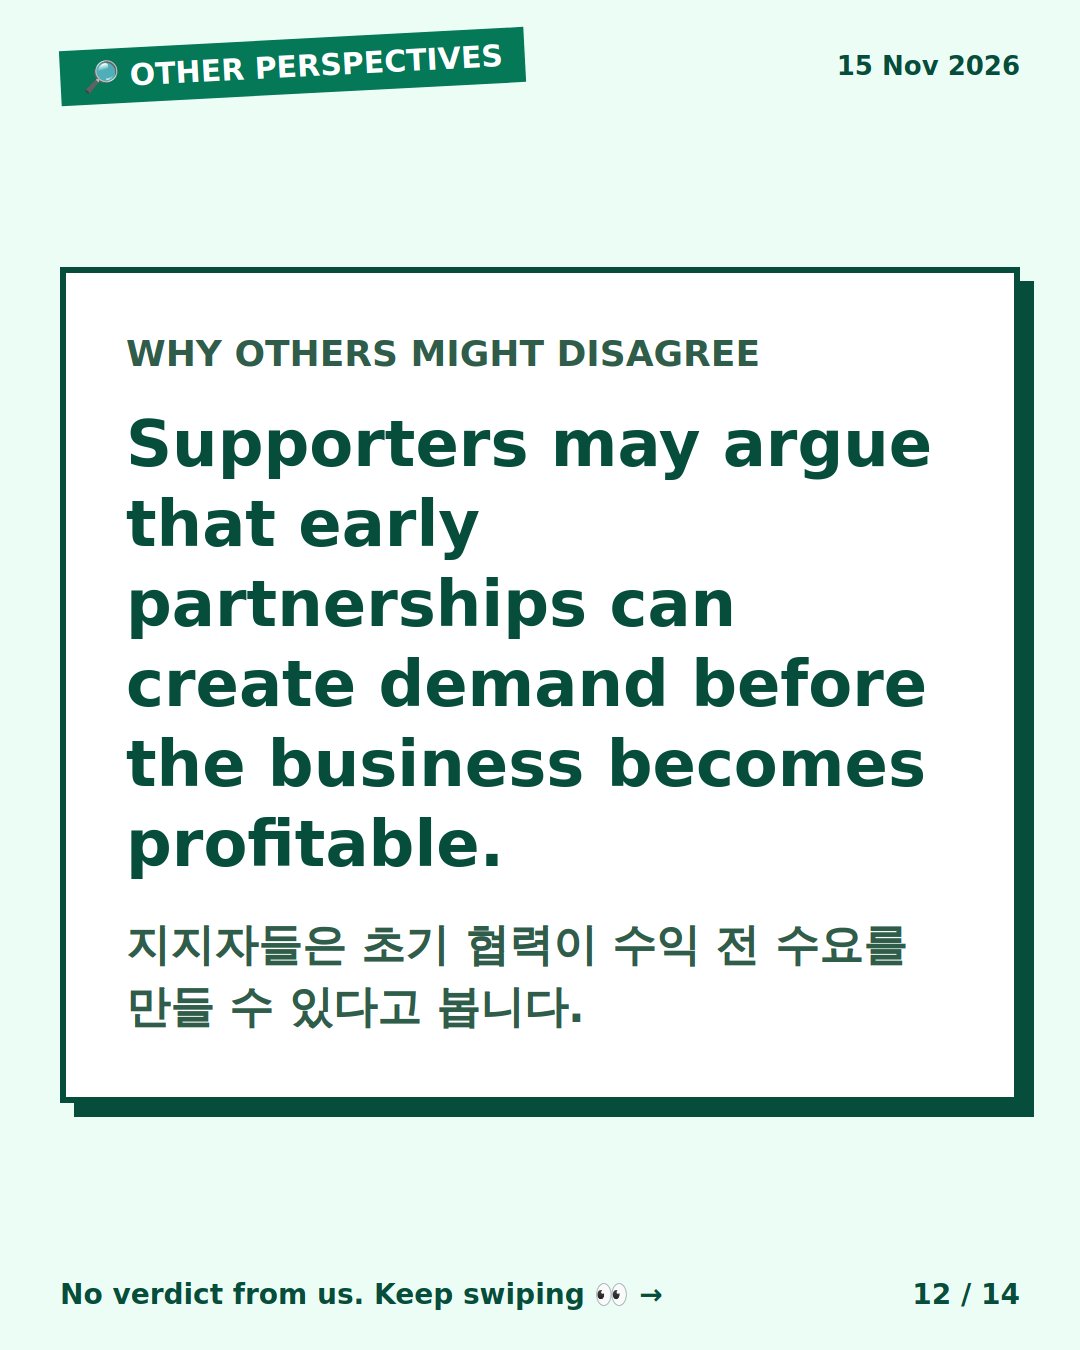 🔎 OTHER PERSPECTIVES
15 Nov 2026
WHY OTHERS MIGHT DISAGREE
Supporters may argue
that early
partnerships can
create demand before
the business becomes
profitable.
지지자들은 초기 협력이 수익 전 수요를
만들 수 있다고 봅니다.
No verdict from us. Keep swiping 👀 →
12 / 14